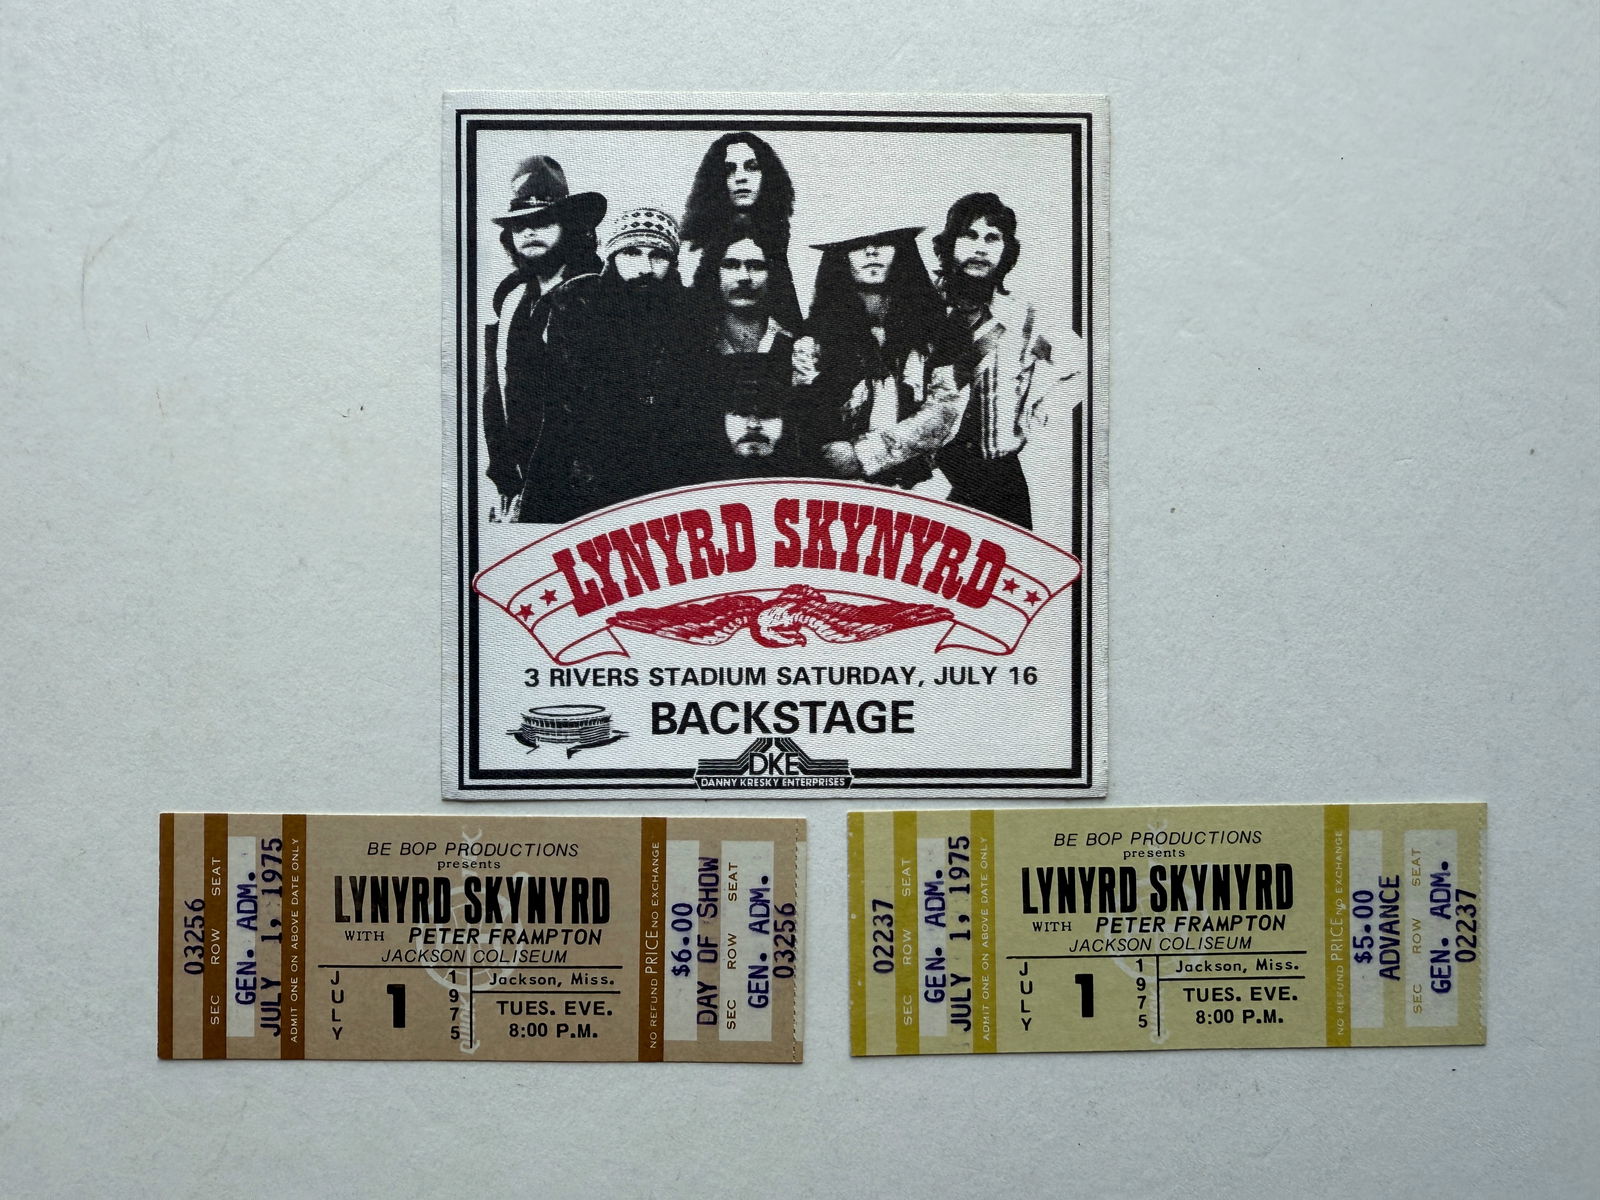 LYNYRD SKYNYRD
3 RIVERS STADIUM SATURDAY, JULY 16
BACKSTAGE
DKE
DANNY KRESKY ENTERPRISES
03256
SEC ROW SEAT
GEN. ADM.
JULY 1, 1975
ADMIT ONE ON ABOVE DATE ONLY
BE BOP PRODUCTIONS
presents
LYNYRD SKYNYRD
WITH PETER FRAMPTON
JACKSON COLISEUM
JULY
1
1975
Jackson, Miss.
TUES. EVE.
8:00 P.M.
NO REFUND PRICE NO EXCHANGE
$6.00
DAY OF SHOW
SEC ROW SEAT
GEN. ADM.
03256
02237
SEC ROW SEAT
GEN. ADM.
JULY 1, 1975
ADMIT ONE ON ABOVE DATE ONLY
BE BOP PRODUCTIONS
presents
LYNYRD SKYNYRD
WITH PETER FRAMPTON
JACKSON COLISEUM
JULY
1
1975
Jackson, Miss.
TUES. EVE.
8:00 P.M.
NO REFUND PRICE NO EXCHANGE
$5.00
ADVANCE
SEC ROW SEAT
GEN. ADM.
02237